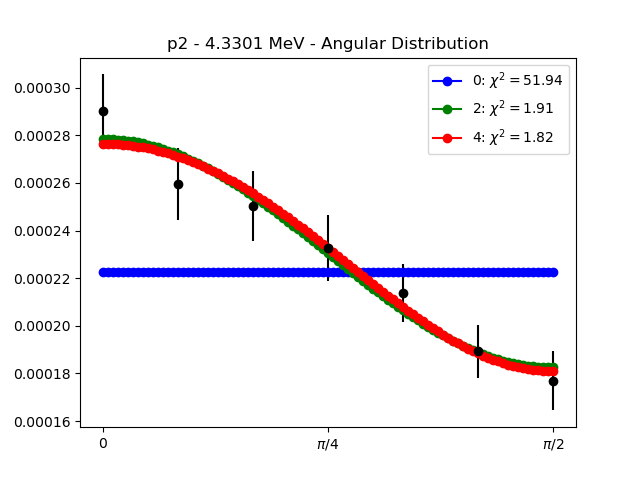 p2 - 4.3301 MeV - Angular Distribution
0.00030
0.00028
0.00026
0.00024
0.00022
0.00020
0.00018
0.00016
0: χ² = 51.94
2: χ² = 1.91
4: χ² = 1.82
0
π/4
π/2